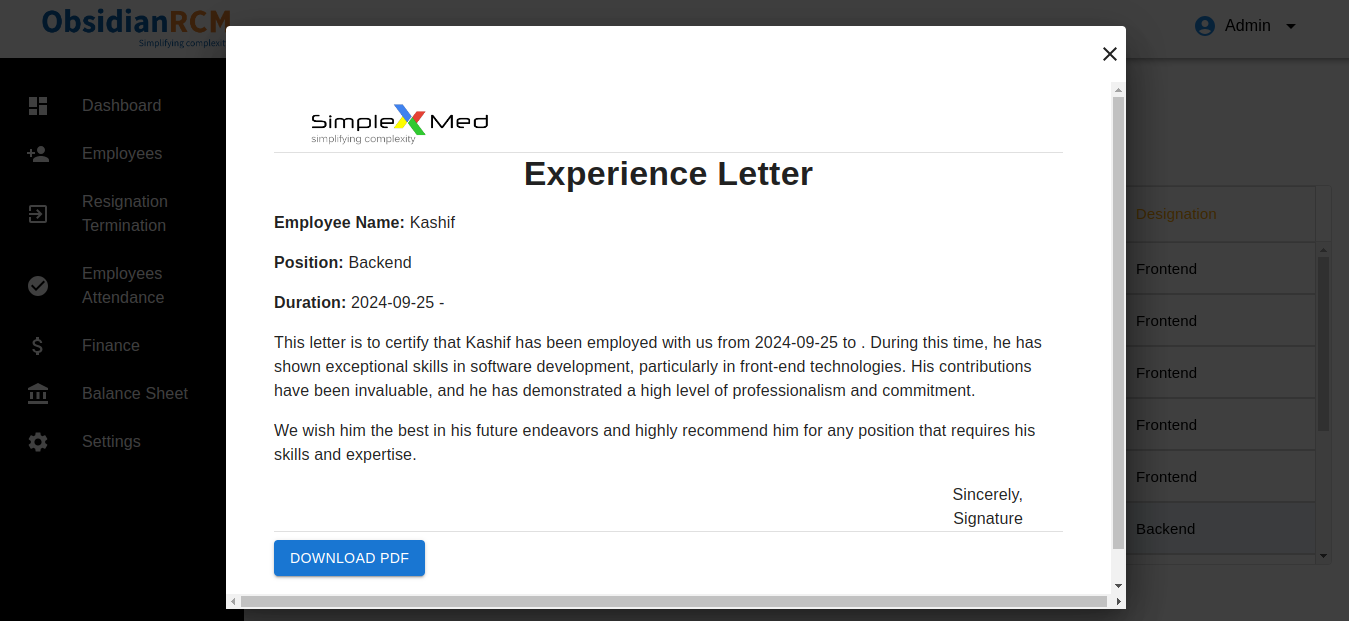 ObsidianRCM
Simplifying complexit
Admin
Dashboard
Employees
Resignation
Termination
Employees
Attendance
Finance
Balance Sheet
Settings
SimpleXMed
simplifying complexity
Experience Letter
Employee Name: Kashif
Position: Backend
Duration: 2024-09-25 -
This letter is to certify that Kashif has been employed with us from 2024-09-25 to . During this time, he has
shown exceptional skills in software development, particularly in front-end technologies. His contributions
have been invaluable, and he has demonstrated a high level of professionalism and commitment.
We wish him the best in his future endeavors and highly recommend him for any position that requires his
skills and expertise.
Sincerely,
Signature
DOWNLOAD PDF
Designation
Frontend
Frontend
Frontend
Frontend
Frontend
Backend